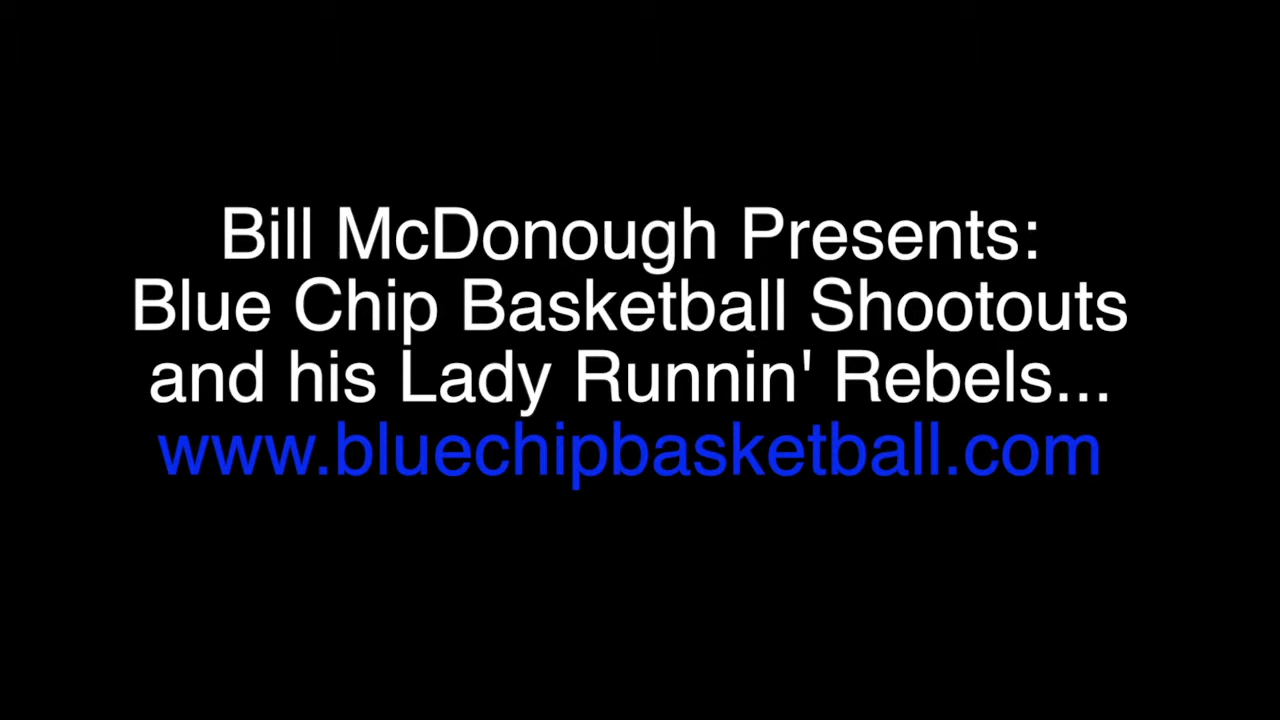 Bill McDonough Presents:
Blue Chip Basketball Shootouts
and his Lady Runnin' Rebels...
www.bluechipbasketball.com